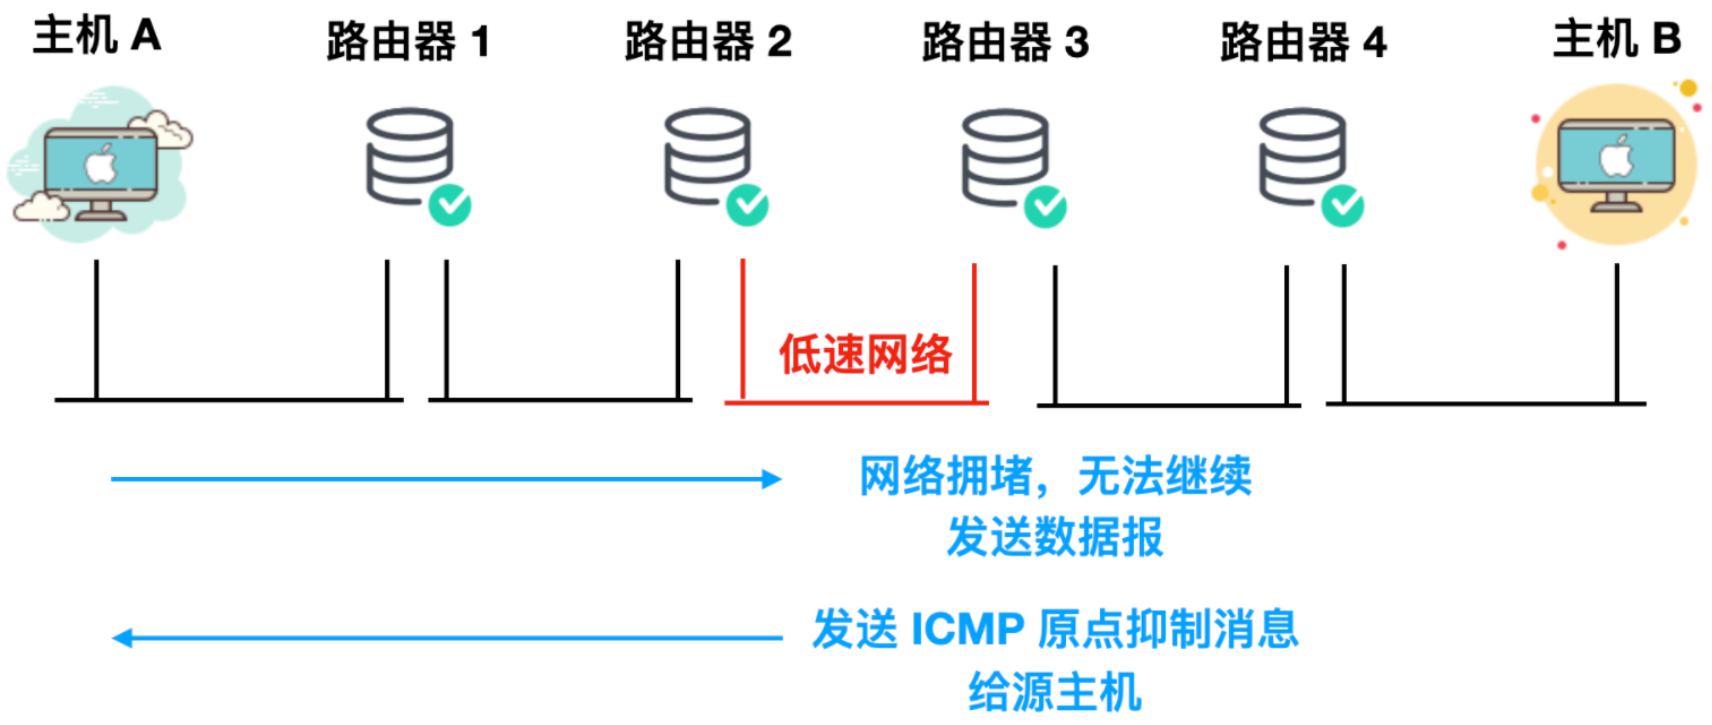 主机 A
路由器 1
路由器 2
路由器 3
路由器 4
主机 B
低速网络
网络拥堵，无法继续
发送数据报
发送 ICMP 原点抑制消息
给源主机